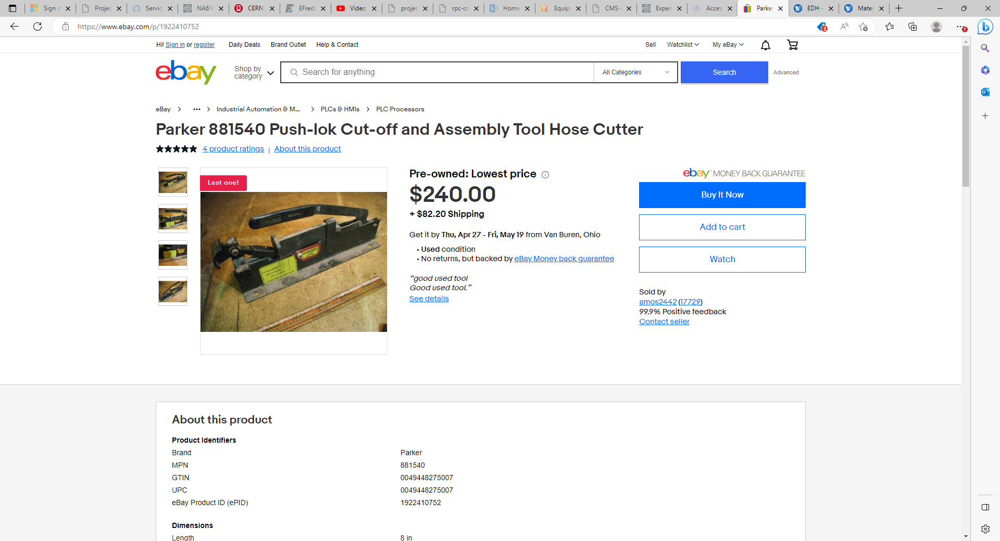 Sign o
Projec
Servic
NA61/
CERN
EFred
Video
projec
rpc-cm
Home
Equip
CMS-
Experi
Acces
Parke
EDH -
Mater
https://www.ebay.com/p/1922410752
3
Hi! Sign in or register
Daily Deals
Brand Outlet
Help & Contact
Sell
Watchlist
My eBay
ebay
Shop by
category
Search for anything
All Categories
Search
Advanced
eBay
Industrial Automation & M...
PLCs & HMIs
PLC Processors
Parker 881540 Push-lok Cut-off and Assembly Tool Hose Cutter
4 product ratings | About this product
Last one!
881540
DANGER
Pre-owned: Lowest price
$240.00
+ $82.20 Shipping
Get it by Thu, Apr 27 - Fri, May 19 from Van Buren, Ohio
• Used condition
• No returns, but backed by eBay Money back guarantee
“good used tool
Good used tool.”
See details
ebay™ MONEY BACK GUARANTEE
Buy It Now
Add to cart
Watch
Sold by
amos2442 (17729)
99.9% Positive feedback
Contact seller
About this product
Product Identifiers
Brand Parker
MPN 881540
GTIN 0049448275007
UPC 0049448275007
eBay Product ID (ePID) 1922410752
Dimensions
Length 8 in